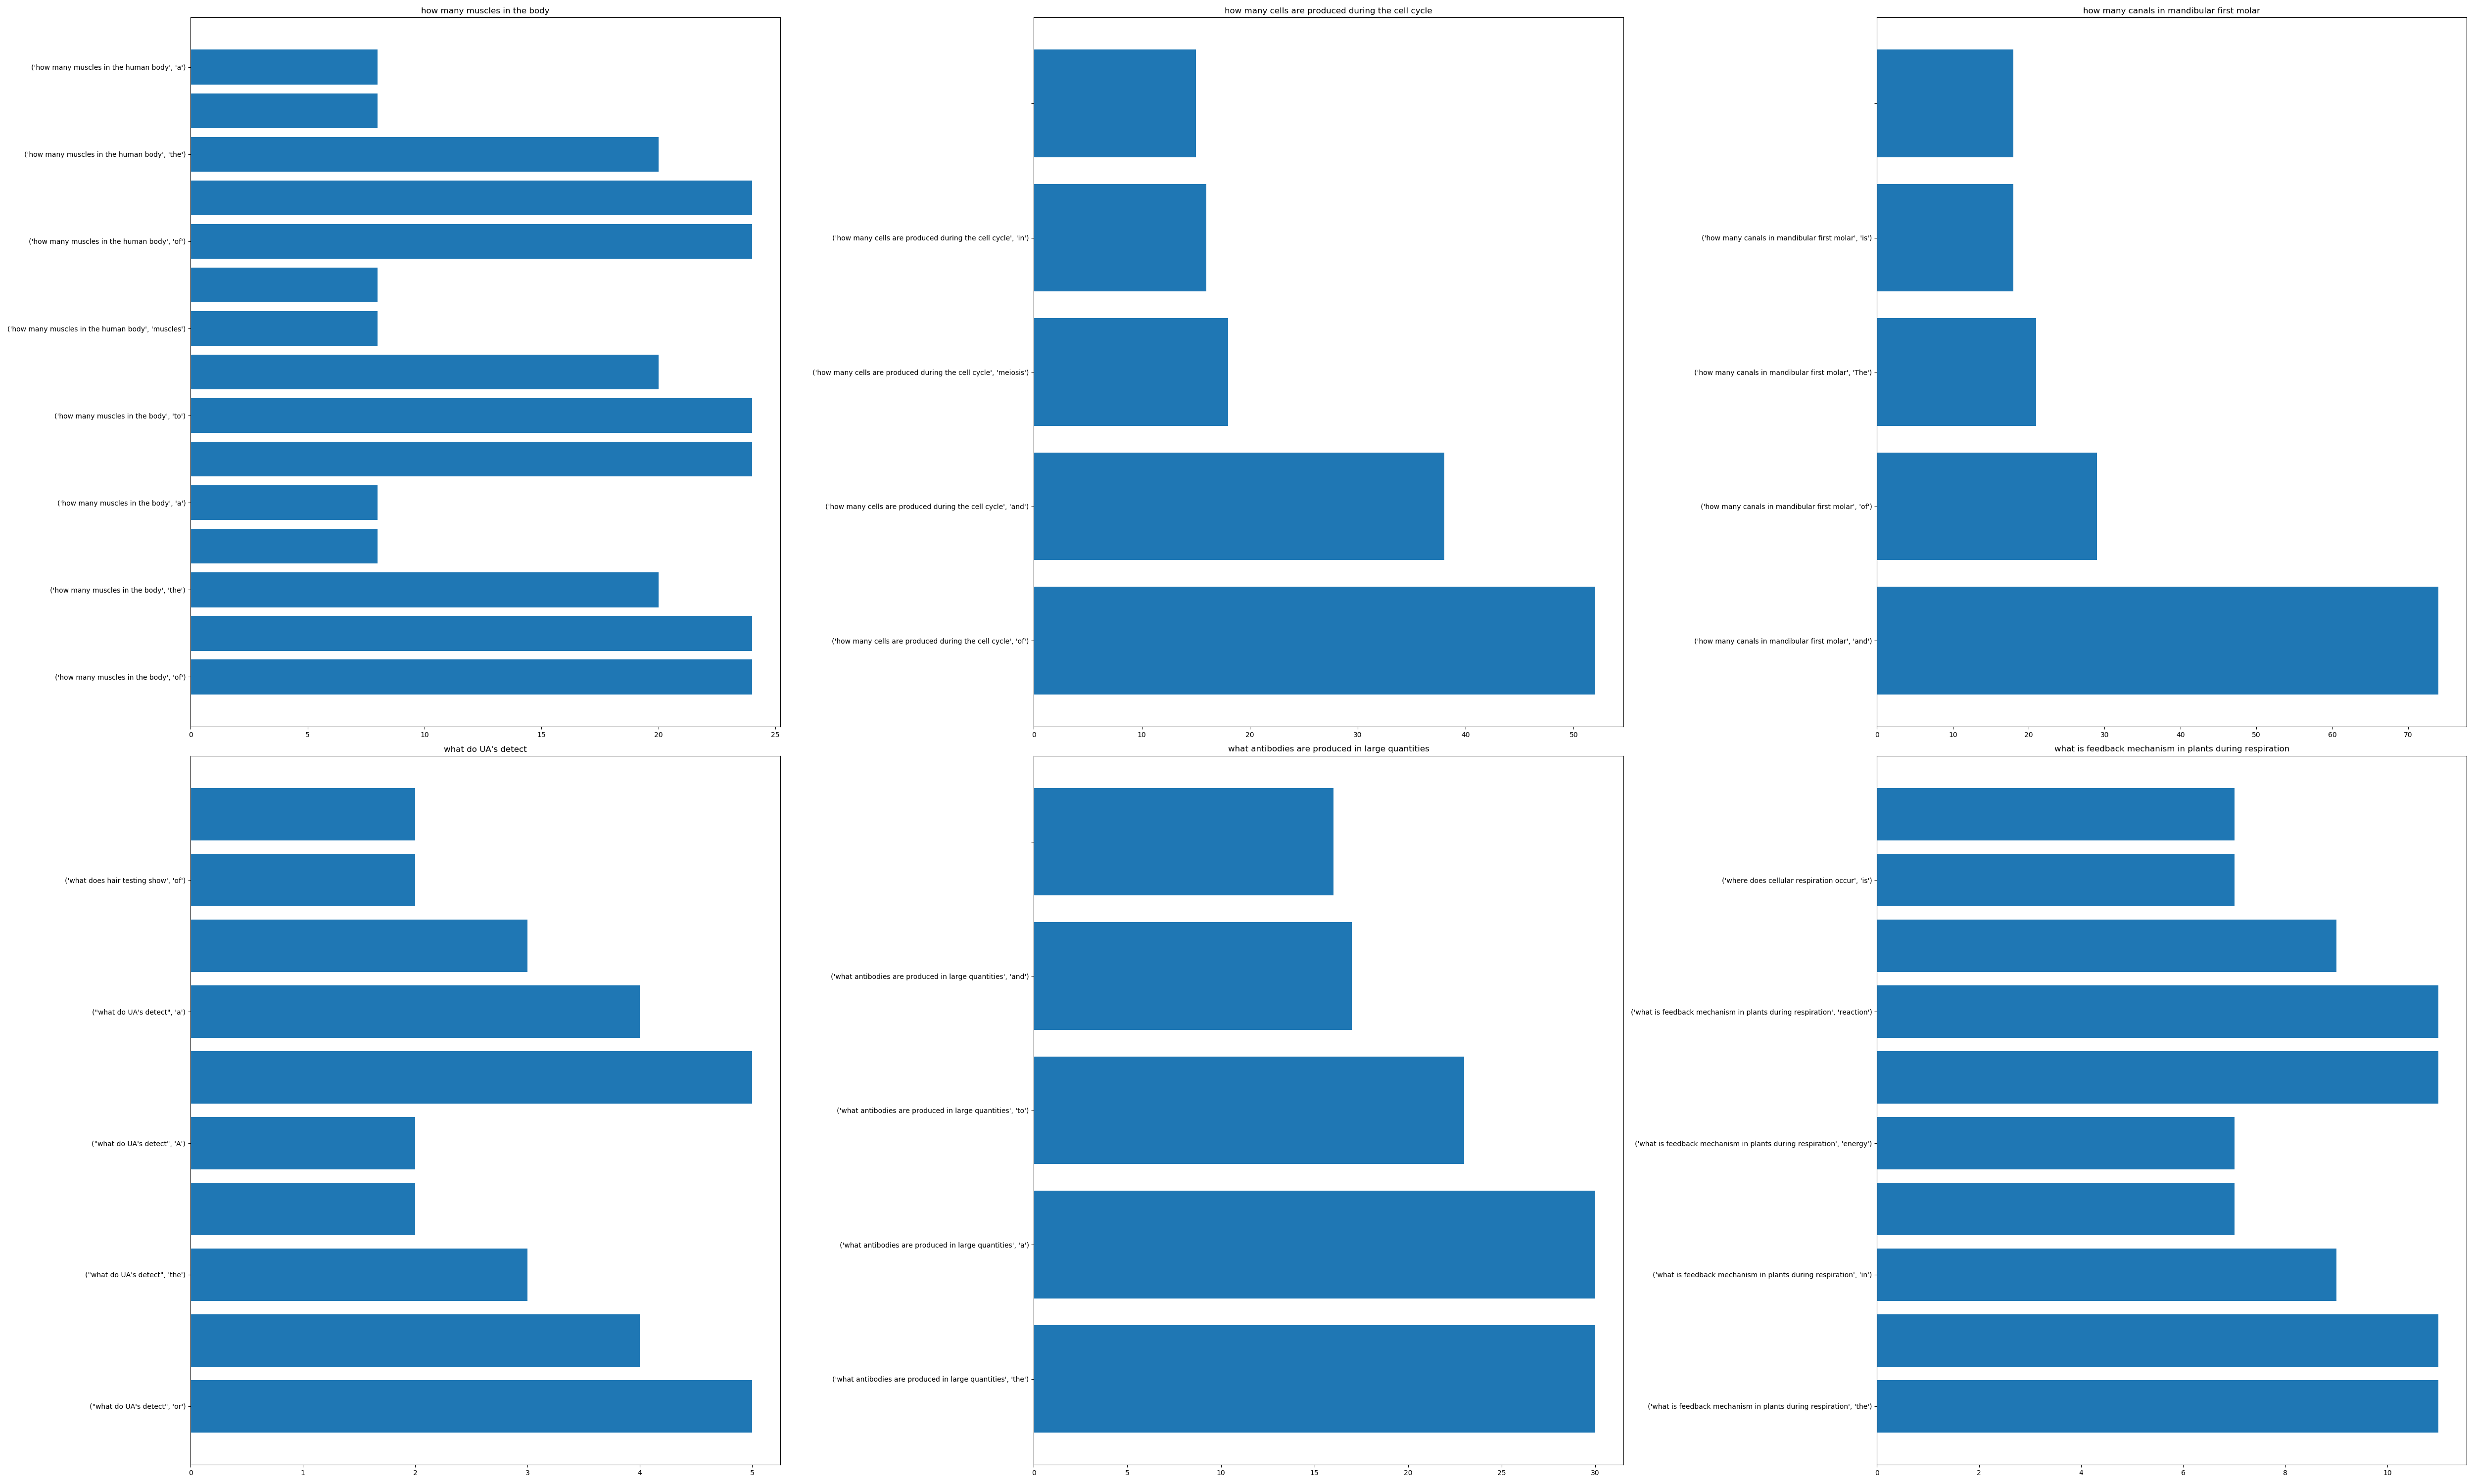 how many muscles in the body
('how many muscles in the human body', 'a')
('how many muscles in the human body', 'the')
('how many muscles in the human body', 'of')
('how many muscles in the human body', 'muscles')
('how many muscles in the body', 'to')
('how many muscles in the body', 'a')
('how many muscles in the body', 'the')
('how many muscles in the body', 'of')
0 5 10 15 20 25
how many cells are produced during the cell cycle
('how many cells are produced during the cell cycle', 'in')
('how many cells are produced during the cell cycle', 'meiosis')
('how many cells are produced during the cell cycle', 'and')
('how many cells are produced during the cell cycle', 'of')
0 10 20 30 40 50
how many canals in mandibular first molar
('how many canals in mandibular first molar', 'is')
('how many canals in mandibular first molar', 'The')
('how many canals in mandibular first molar', 'of')
('how many canals in mandibular first molar', 'and')
0 10 20 30 40 50 60 70
what do UA's detect
('what does hair testing show', 'of')
("what do UA's detect", 'a')
("what do UA's detect", 'A')
("what do UA's detect", 'the')
("what do UA's detect", 'or')
0 1 2 3 4 5
what antibodies are produced in large quantities
('what antibodies are produced in large quantities', 'and')
('what antibodies are produced in large quantities', 'to')
('what antibodies are produced in large quantities', 'a')
('what antibodies are produced in large quantities', 'the')
0 5 10 15 20 25 30
what is feedback mechanism in plants during respiration
('where does cellular respiration occur', 'is')
('what is feedback mechanism in plants during respiration', 'reaction')
('what is feedback mechanism in plants during respiration', 'energy')
('what is feedback mechanism in plants during respiration', 'in')
('what is feedback mechanism in plants during respiration', 'the')
0 2 4 6 8 10